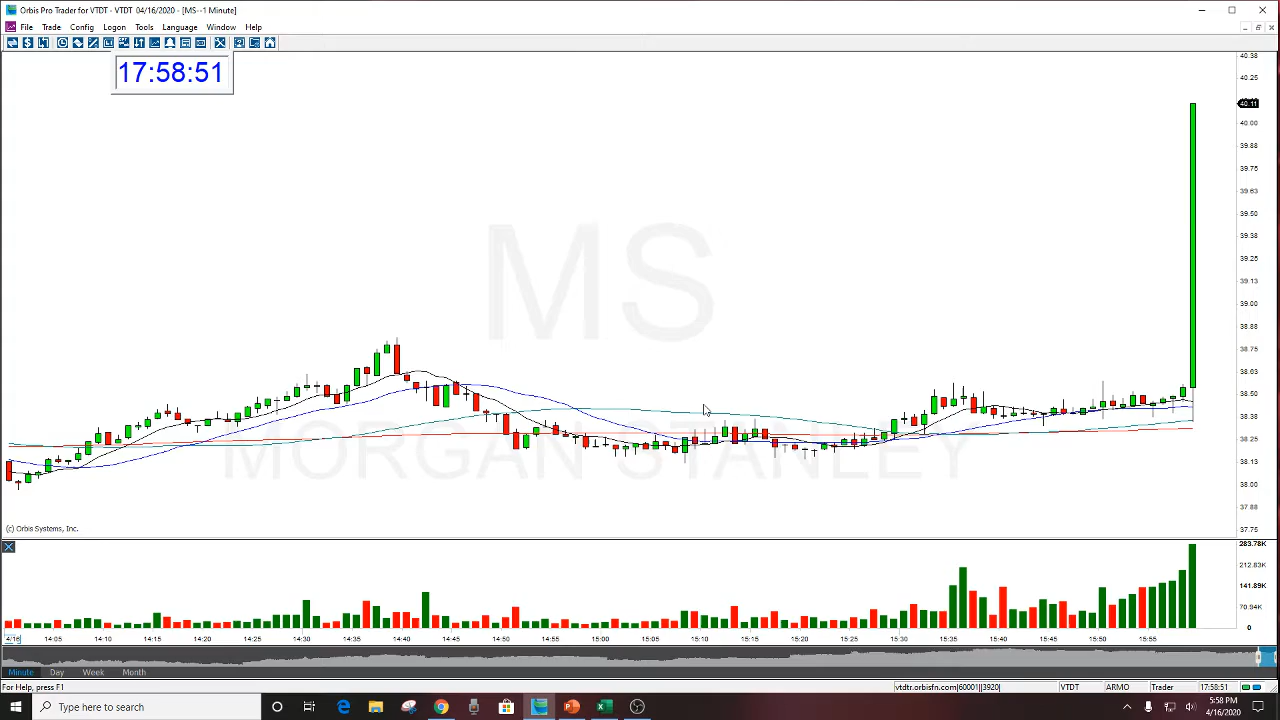 Orbis Pro Trader for VTDT - VTDT 04/16/2020 - [MS--1 Minute]
File Trade Config Logon Tools Language Window Help
17:58:51
40.38
40.25
40.11
40.00
39.88
39.75
39.63
39.50
39.38
39.25
39.13
39.00
38.88
38.75
38.63
38.50
38.38
38.25
38.13
38.00
37.88
37.75
MS
MORGAN STANLEY
(c) Orbis Systems, Inc.
283.78K
212.83K
141.89K
70.94K
0
4/16 14:05 14:10 14:15 14:20 14:25 14:30 14:35 14:40 14:45 14:50 14:55 15:00 15:05 15:10 15:15 15:20 15:25 15:30 15:35 15:40 15:45 15:50 15:55
Minute Day Week Month
For Help, press F1 vtdtr.orbisfn.com|60001||3920| VTDT ARMO Trader 17:58:51
Type here to search
5:58 PM
4/16/2020